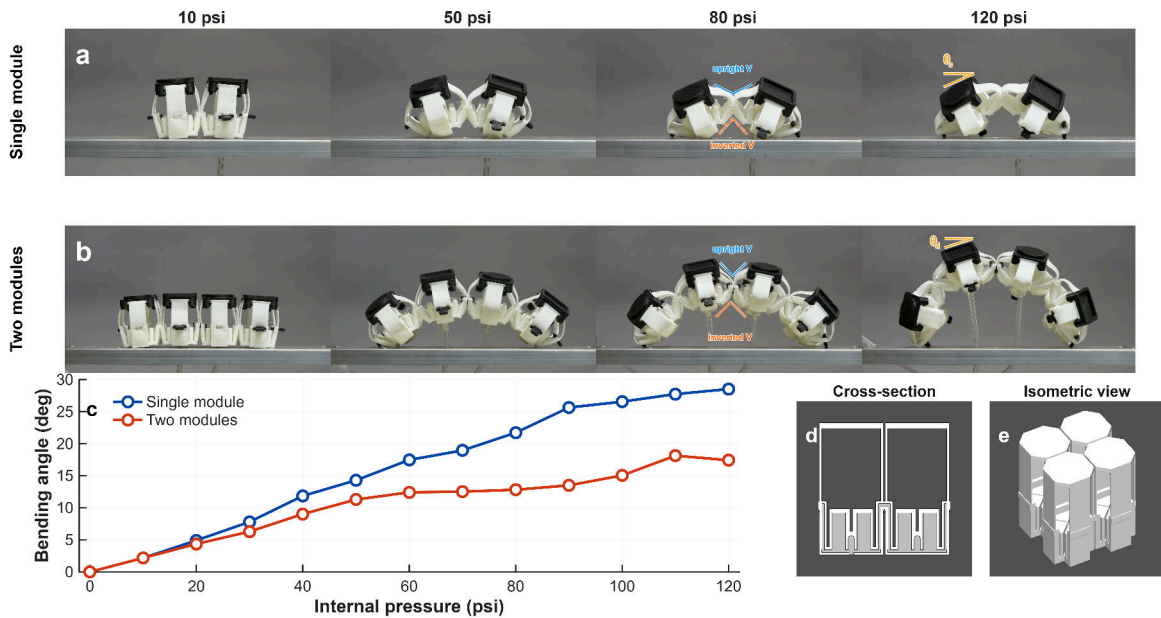 10 psi
50 psi
80 psi
120 psi
Single module
a
upright V
inverted V
θs
Two modules
b
upright V
inverted V
θd
Bending angle (deg)
30
25
20
15
10
5
0
c
Single module
Two modules
0
20
40
60
80
100
120
Internal pressure (psi)
Cross-section
d
Isometric view
e